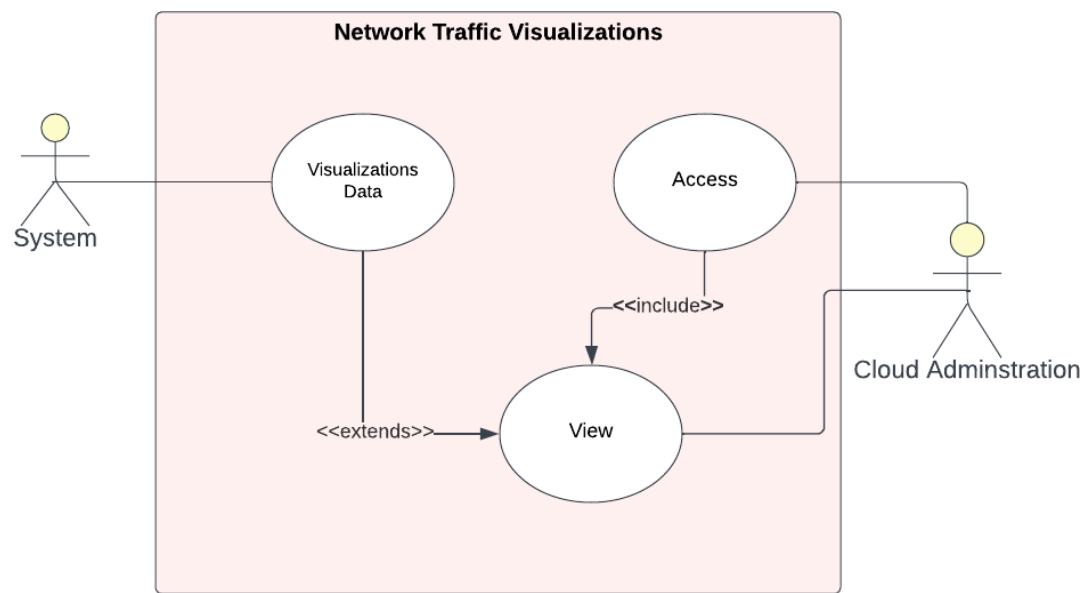 Network Traffic Visualizations
Visualizations
Data
Access
System
<<include>>
Cloud Adminstration
<<extends>>
View